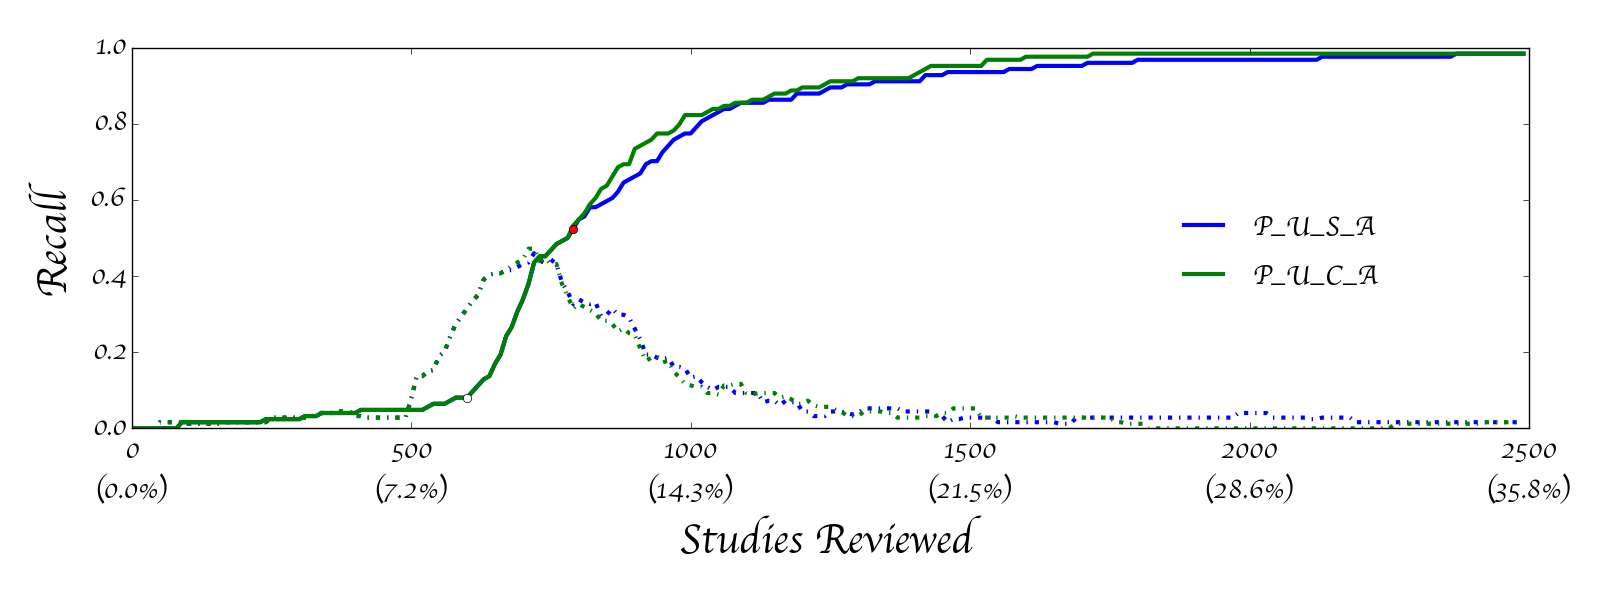 1.0
0.8
0.6
0.4
0.2
0.0
Recall
P_U_S_A
P_U_C_A
0 500 1000 1500 2000 2500
(0.0%) (7.2%) (14.3%) (21.5%) (28.6%) (35.8%)
Studies Reviewed